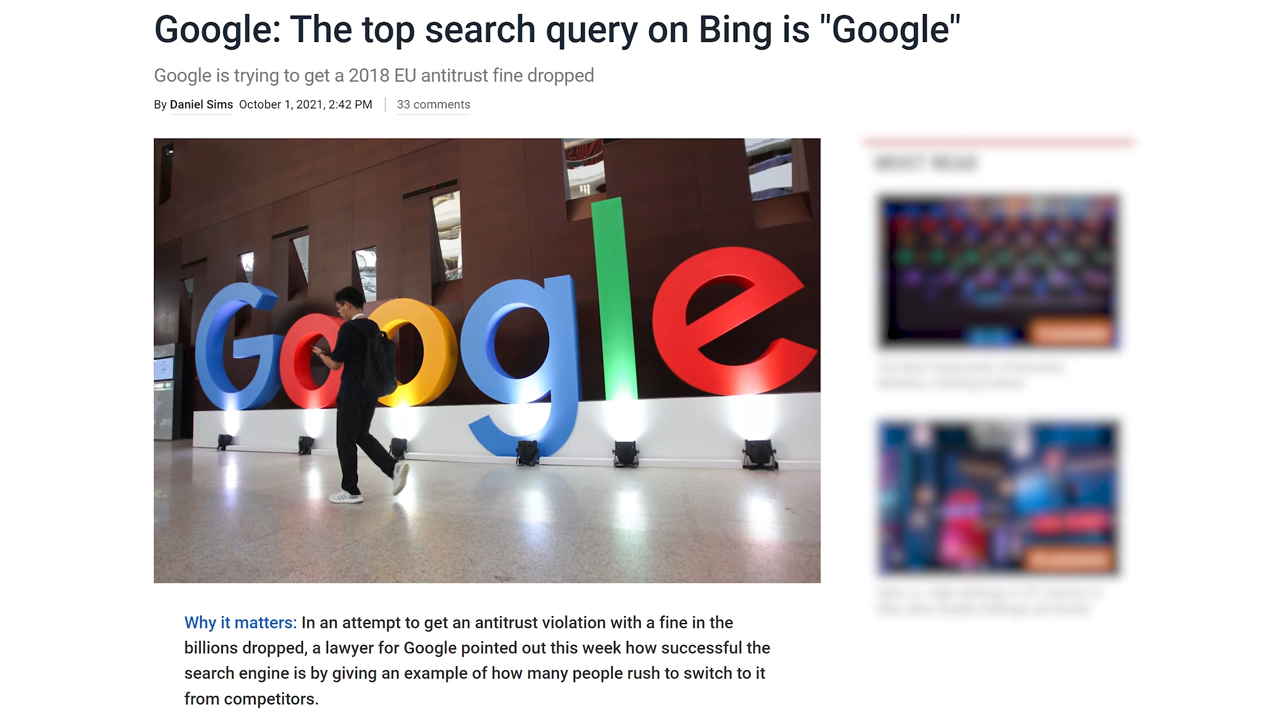 Google: The top search query on Bing is "Google"
Google is trying to get a 2018 EU antitrust fine dropped
By Daniel Sims October 1, 2021, 2:42 PM 33 comments
Google
MOST READ
Why it matters: In an attempt to get an antitrust violation with a fine in the
billions dropped, a lawyer for Google pointed out this week how successful the
search engine is by giving an example of how many people rush to switch to it
from competitors.